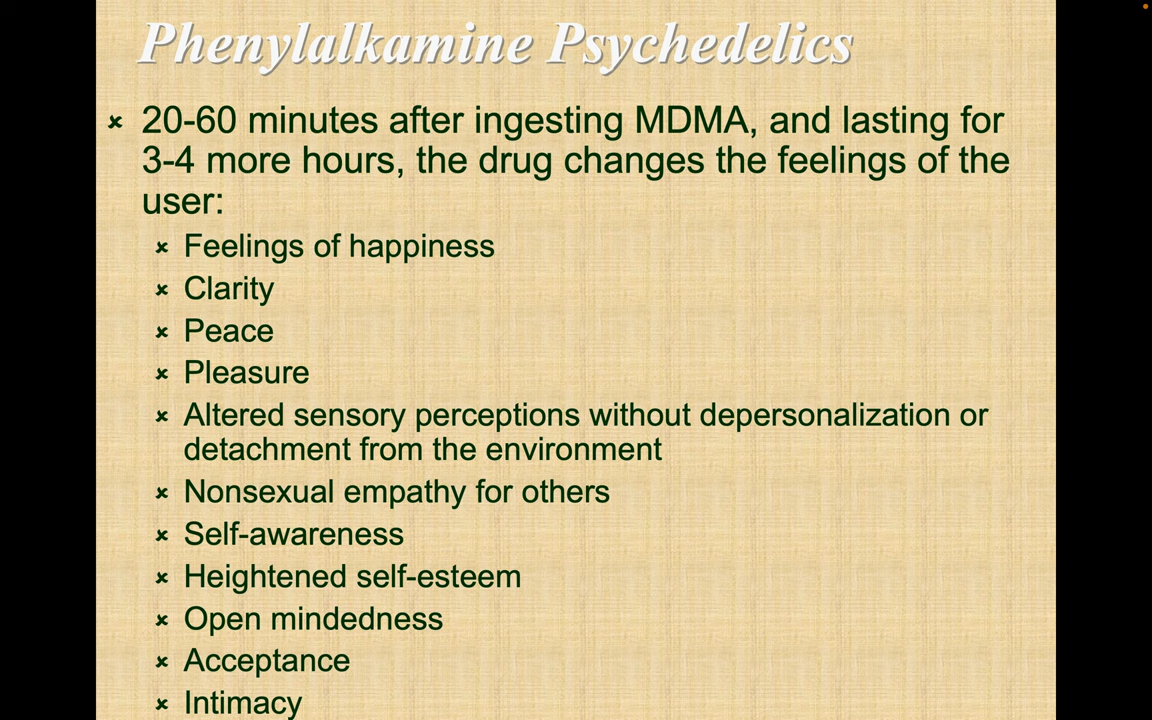 Phenylalkamine Psychedelics
20-60 minutes after ingesting MDMA, and lasting for
3-4 more hours, the drug changes the feelings of the
user:
Feelings of happiness
Clarity
Peace
Pleasure
Altered sensory perceptions without depersonalization or
detachment from the environment
Nonsexual empathy for others
Self-awareness
Heightened self-esteem
Open mindedness
Acceptance
Intimacy